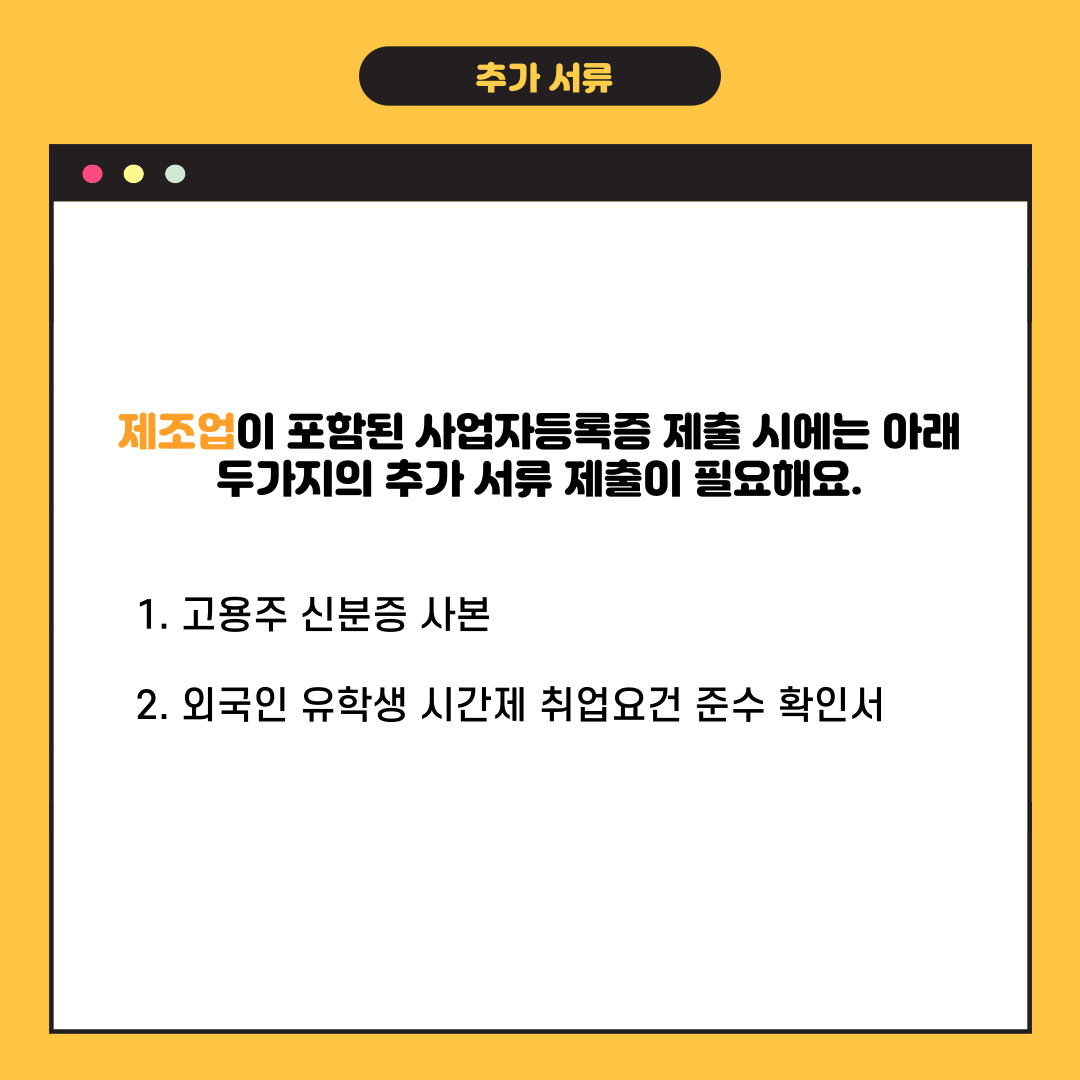 추가 서류
제조업이 포함된 사업자등록증 제출 시에는 아래
두가지의 추가 서류 제출이 필요해요.
1. 고용주 신분증 사본
2. 외국인 유학생 시간제 취업요건 준수 확인서